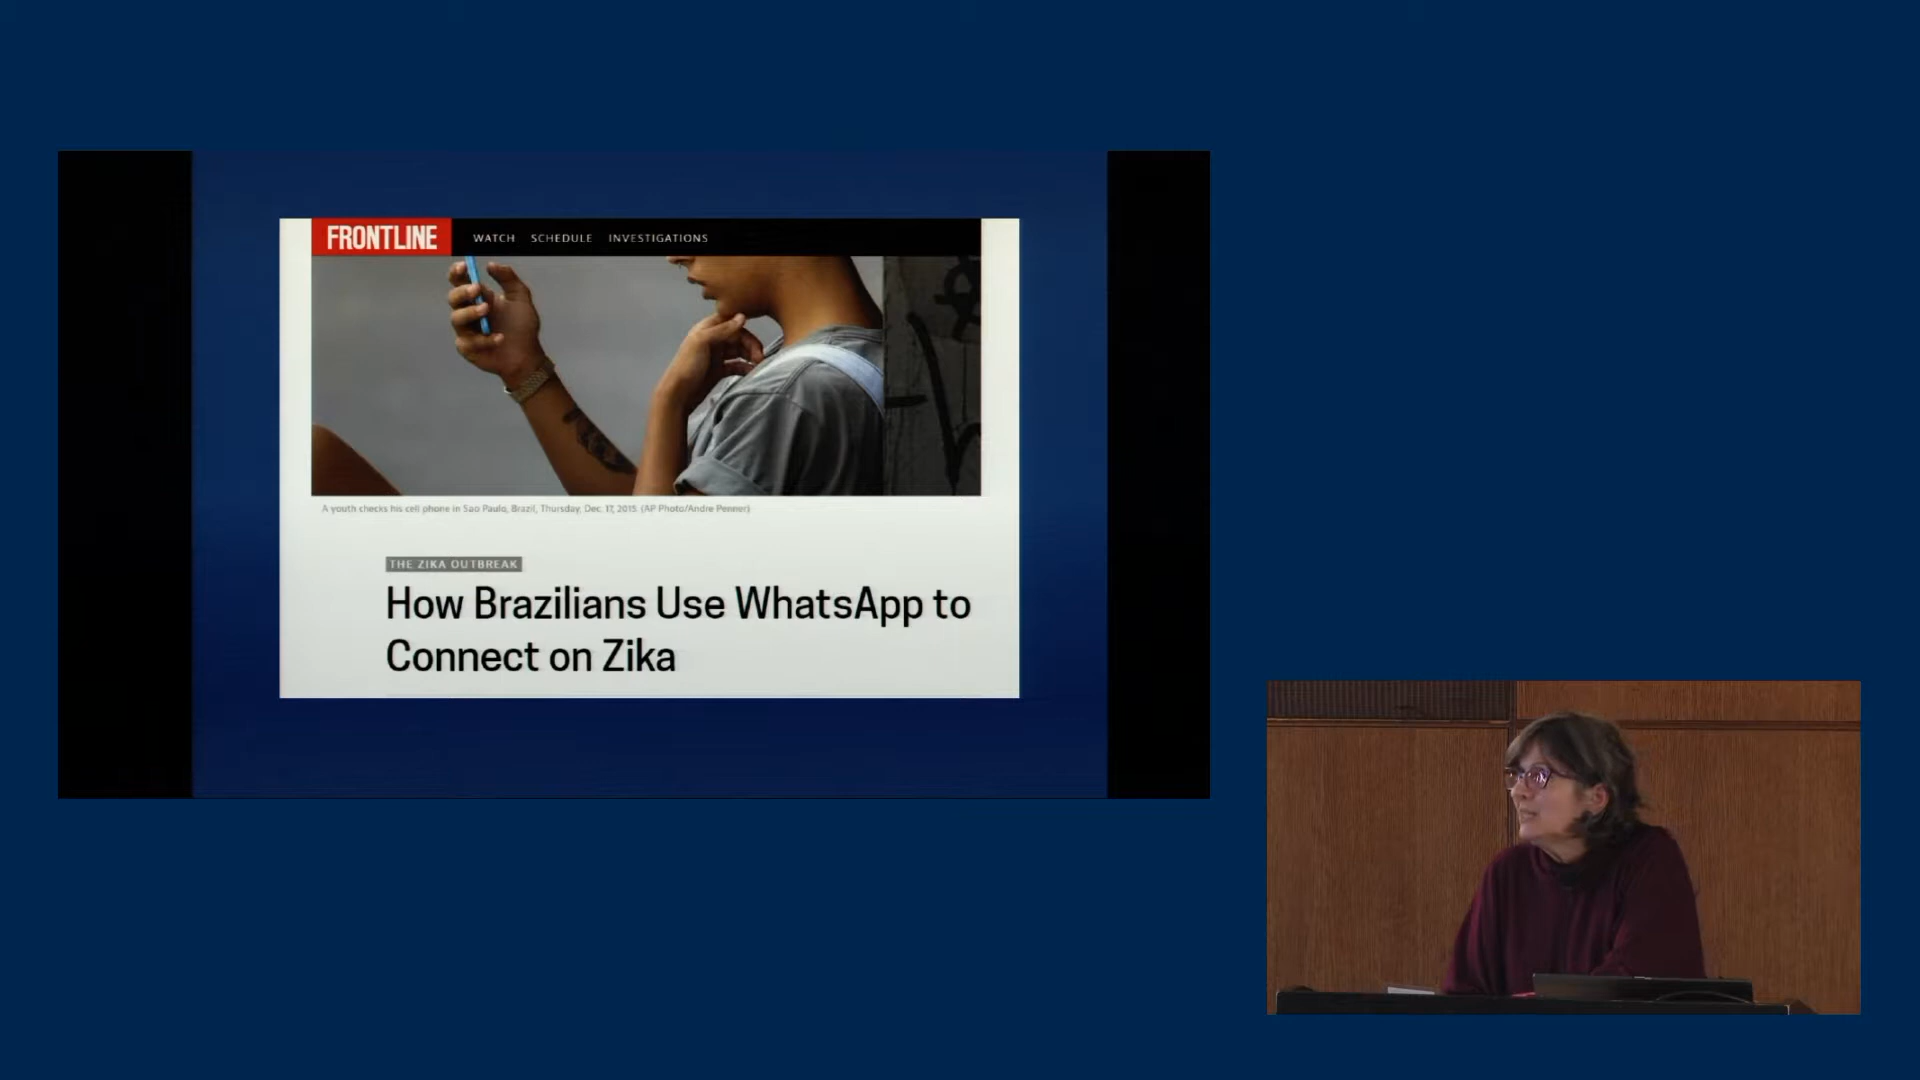 FRONTLINE
WATCH SCHEDULE INVESTIGATIONS
A youth checks his cell phone in Sao Paulo, Brazil, Thursday, Dec. 17, 2015. (AP Photo/Andre Penner)
THE ZIKA OUTBREAK
How Brazilians Use WhatsApp to
Connect on Zika